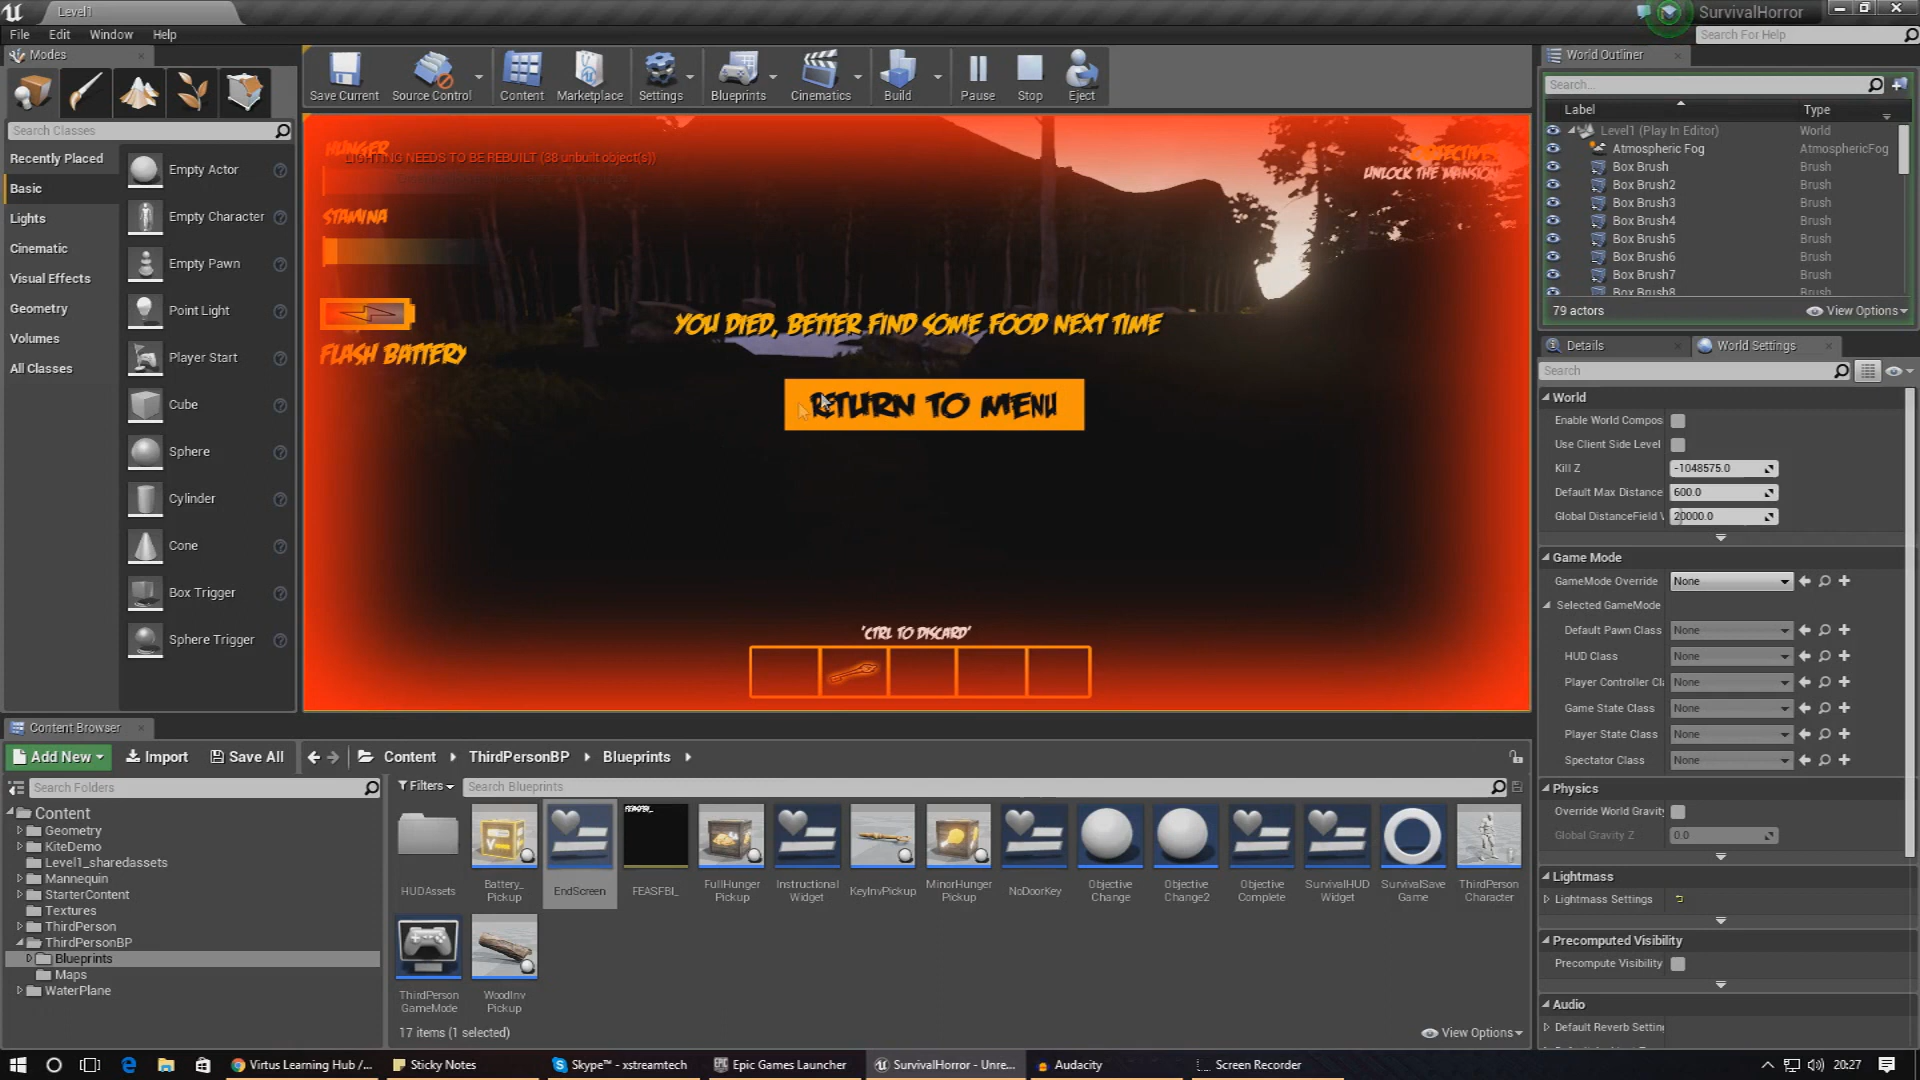 Level1
SurvivalHorror
File Edit Window Help
Search For Help
Modes
Save Current
Source Control
Content
Marketplace
Settings
Blueprints
Cinematics
Build
Pause
Stop
Eject
World Outliner
Search...
Label
Type
Level1 (Play In Editor) World
Atmospheric Fog AtmosphericFog
Box Brush Brush
Box Brush2 Brush
Box Brush3 Brush
Box Brush4 Brush
Box Brush5 Brush
Box Brush6 Brush
Box Brush7 Brush
Box Brush8 Brush
79 actors
View Options
Search Classes
Recently Placed
Basic
Lights
Cinematic
Visual Effects
Geometry
Volumes
All Classes
Empty Actor
Empty Character
Empty Pawn
Point Light
Player Start
Cube
Sphere
Cylinder
Cone
Box Trigger
Sphere Trigger
HUNGER
LIGHTING NEEDS TO BE REBUILT (38 unbuilt object(s))
STAMINA
FLASH BATTERY
OBJECTIVE:
UNLOCK THE MANSION
YOU DIED, BETTER FIND SOME FOOD NEXT TIME
RETURN TO MENU
'CTRL TO DISCARD'
Details
World Settings
Search
World
Enable World Compos
Use Client Side Level
Kill Z -1048575.0
Default Max Distance 600.0
Global DistanceField V 20000.0
Game Mode
GameMode Override None
Selected GameMode
Default Pawn Class None
HUD Class None
Player Controller Cl None
Game State Class None
Player State Class None
Spectator Class None
Physics
Override World Gravity
Global Gravity Z 0.0
Lightmass
Lightmass Settings
Precomputed Visibility
Precompute Visibility
Audio
Default Reverb Settin
Content Browser
Add New
Import
Save All
Content
ThirdPersonBP
Blueprints
Search Folders
Filters
Search Blueprints
Content
Geometry
KiteDemo
Level1_sharedassets
Mannequin
StarterContent
Textures
ThirdPerson
ThirdPersonBP
Blueprints
Maps
WaterPlane
HUDAssets
Battery_ Pickup
EndScreen
FEASFBI_
FullHunger Pickup
Instructional Widget
KeyInvPickup
MinorHunger Pickup
NoDoorKey
Objective Change
Objective Change2
Objective Complete
SurvivalHUD Widget
SurvivalSave Game
ThirdPerson Character
ThirdPerson GameMode
WoodInv Pickup
17 items (1 selected)
View Options
Virtus Learning Hub /...
Sticky Notes
Skype™ - xstreamtech
Epic Games Launcher
SurvivalHorror - Unre...
Audacity
Screen Recorder
20:27